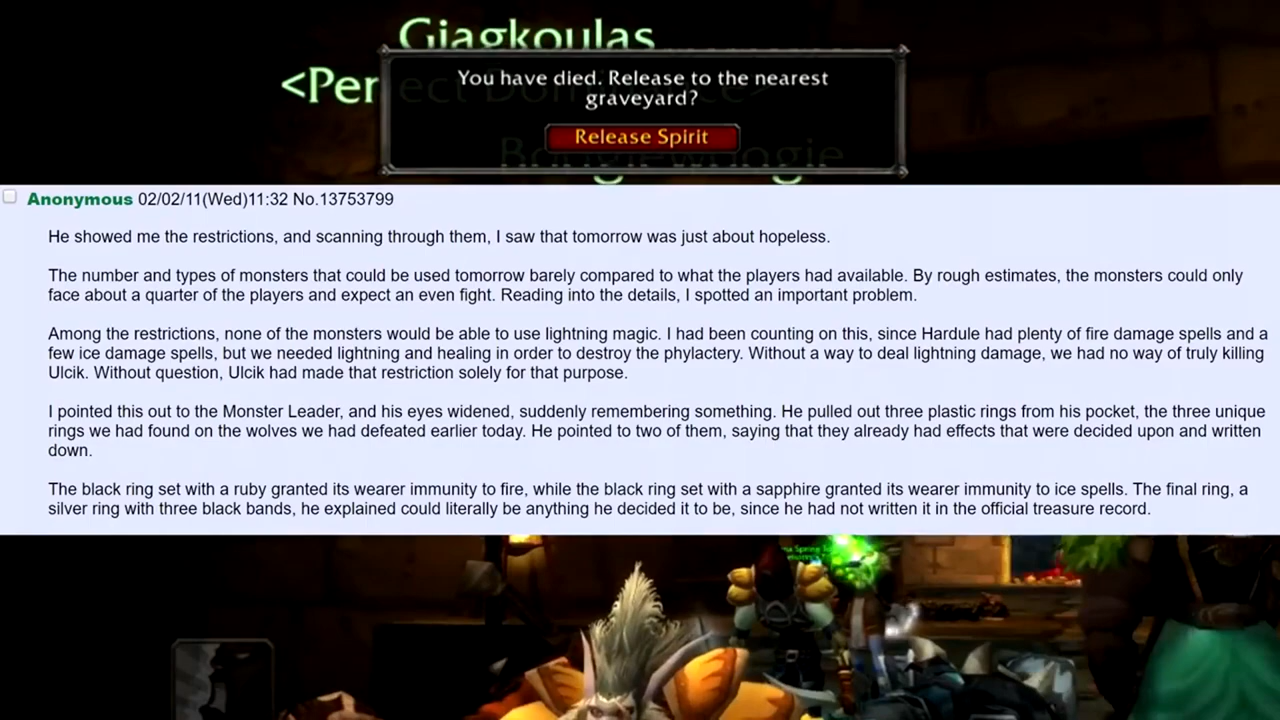 Giagkoulas
<Perfect Do
You have died. Release to the nearest
graveyard?
Release Spirit
Boogiewoogie
Anonymous 02/02/11(Wed)11:32 No.13753799
He showed me the restrictions, and scanning through them, I saw that tomorrow was just about hopeless.
The number and types of monsters that could be used tomorrow barely compared to what the players had available. By rough estimates, the monsters could only
face about a quarter of the players and expect an even fight. Reading into the details, I spotted an important problem.
Among the restrictions, none of the monsters would be able to use lightning magic. I had been counting on this, since Hardule had plenty of fire damage spells and a
few ice damage spells, but we needed lightning and healing in order to destroy the phylactery. Without a way to deal lightning damage, we had no way of truly killing
Ulcik. Without question, Ulcik had made that restriction solely for that purpose.
I pointed this out to the Monster Leader, and his eyes widened, suddenly remembering something. He pulled out three plastic rings from his pocket, the three unique
rings we had found on the wolves we had defeated earlier today. He pointed to two of them, saying that they already had effects that were decided upon and written
down.
The black ring set with a ruby granted its wearer immunity to fire, while the black ring set with a sapphire granted its wearer immunity to ice spells. The final ring, a
silver ring with three black bands, he explained could literally be anything he decided it to be, since he had not written it in the official treasure record.